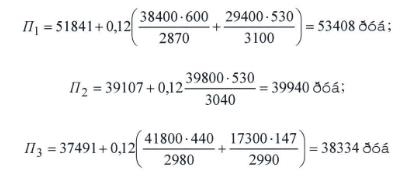 П₁ = 51841 + 0,12(38400·600/2870 + 29400·530/3100) = 53408 ðóá;
П₂ = 39107 + 0,12 39800·530/3040 = 39940 ðóá;
П₃ = 37491 + 0,12(41800·440/2980 + 17300·147/2990) = 38334 ðóá